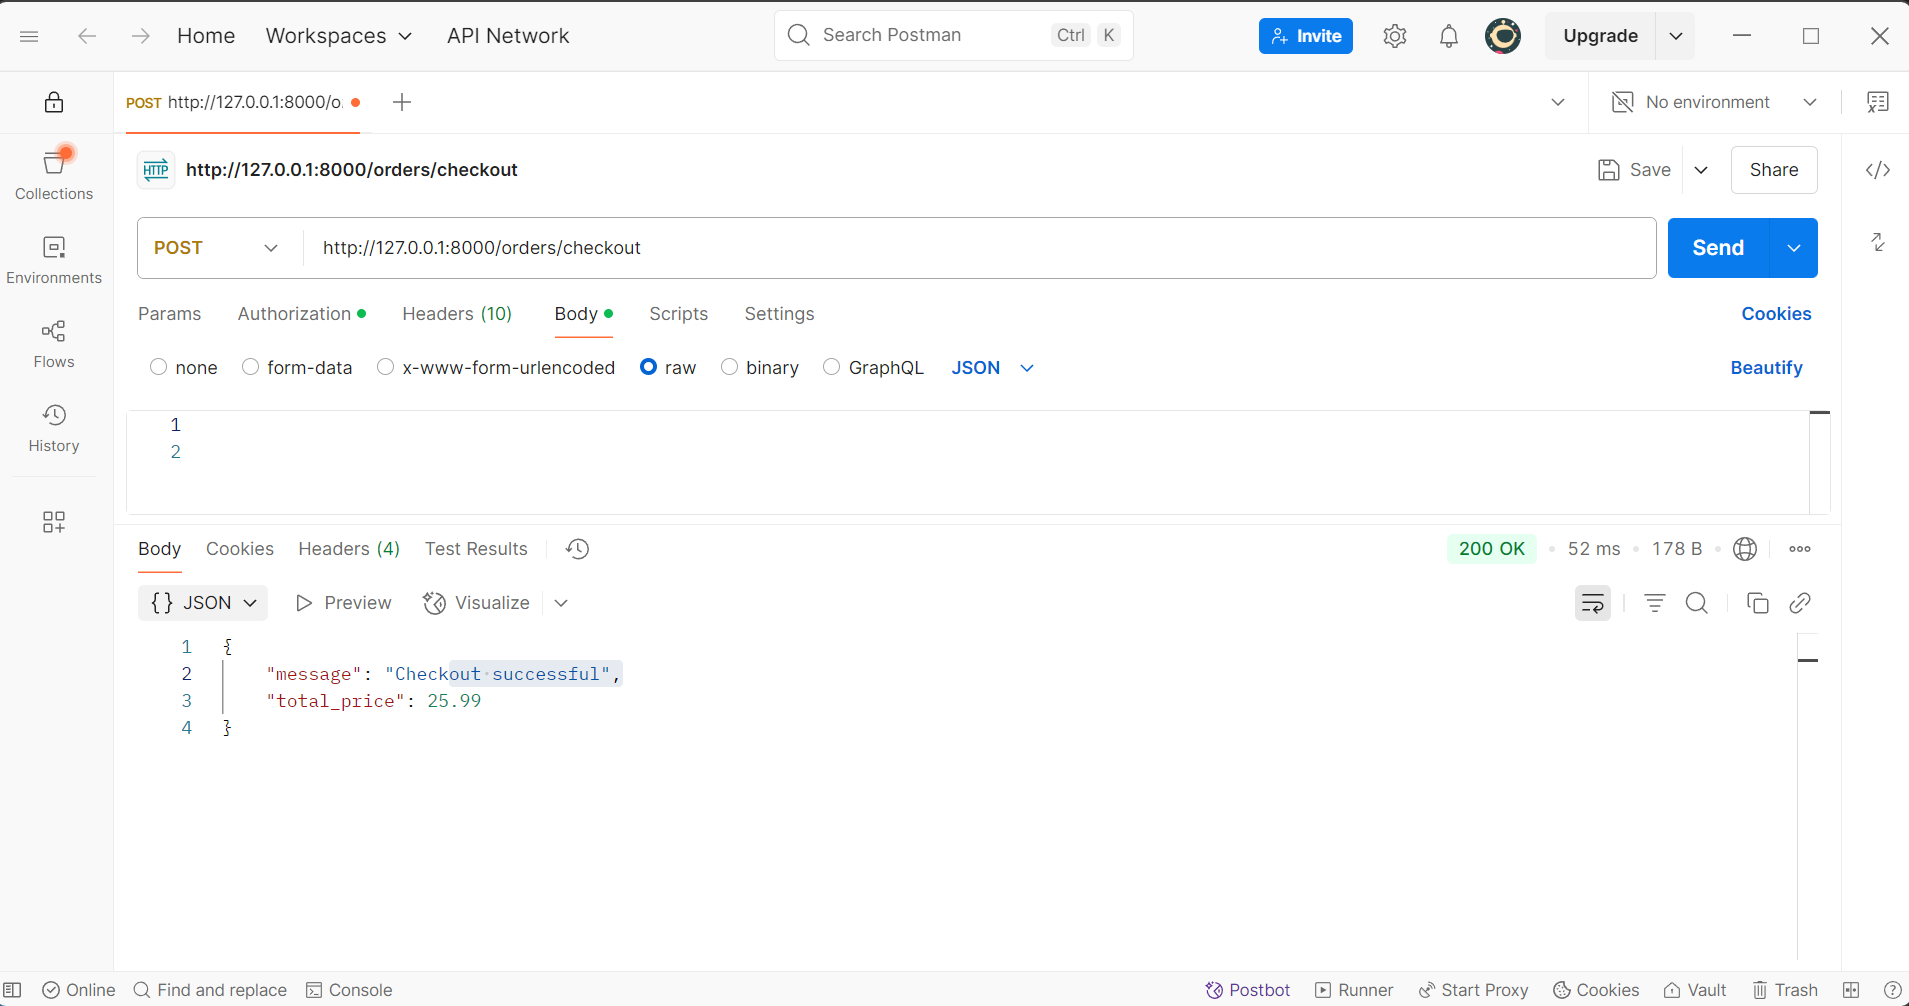 Home Workspaces API Network Search Postman Ctrl K Invite Upgrade
POST http://127.0.0.1:8000/o. No environment
HTTP http://127.0.0.1:8000/orders/checkout Save Share
Collections
POST http://127.0.0.1:8000/orders/checkout Send
Environments
Params Authorization Headers (10) Body Scripts Settings Cookies
Flows
none form-data x-www-form-urlencoded raw binary GraphQL JSON Beautify
History
1
2
Body Cookies Headers (4) Test Results 200 OK 52 ms 178 B
{} JSON Preview Visualize
1 {
2 "message": "Checkout successful",
3 "total_price": 25.99
4 }
Online Find and replace Console Postbot Runner Start Proxy Cookies Vault Trash